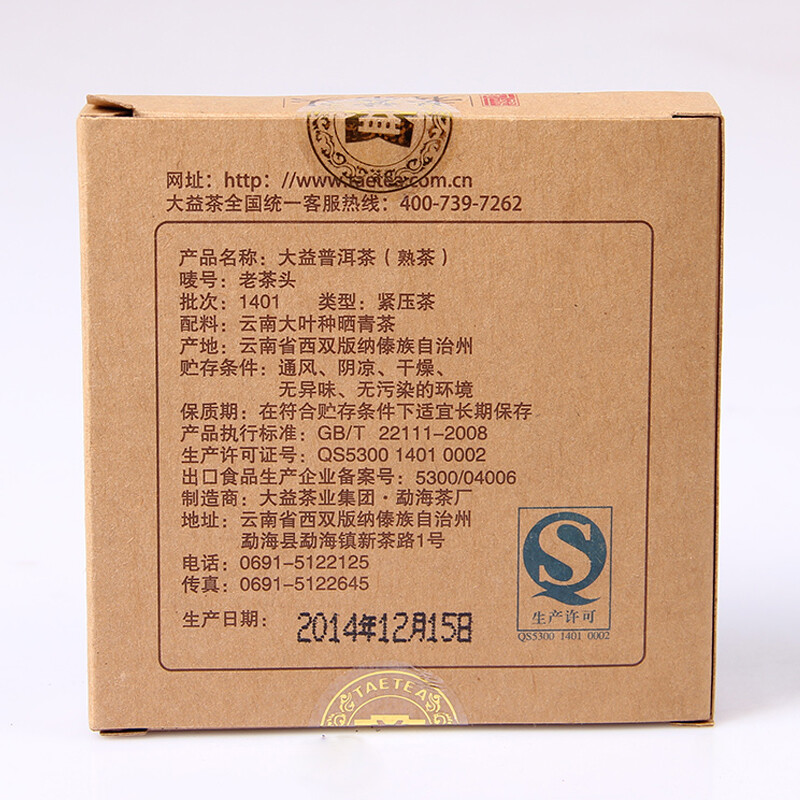 益
网址：http：//www.taetea.com.cn
大益茶全国统一客服热线：400-739-7262
产品名称：大益普洱茶（熟茶）
唛号：老茶头
批次：1401 类型：紧压茶
配料：云南大叶种晒青茶
产地：云南省西双版纳傣族自治州
贮存条件：通风、阴凉、干燥、
无异味、无污染的环境
保质期：在符合贮存条件下适宜长期保存
产品执行标准：GB/T 22111-2008
生产许可证号：QS5300 1401 0002
出口食品生产企业备案号：5300/04006
制造商：大益茶业集团·勐海茶厂
地址：云南省西双版纳傣族自治州
勐海县勐海镇新茶路1号
电话：0691-5122125
传真：0691-5122645
生产日期：2014年12月15日
生产许可
QS5300 1401 0002
TAETEA